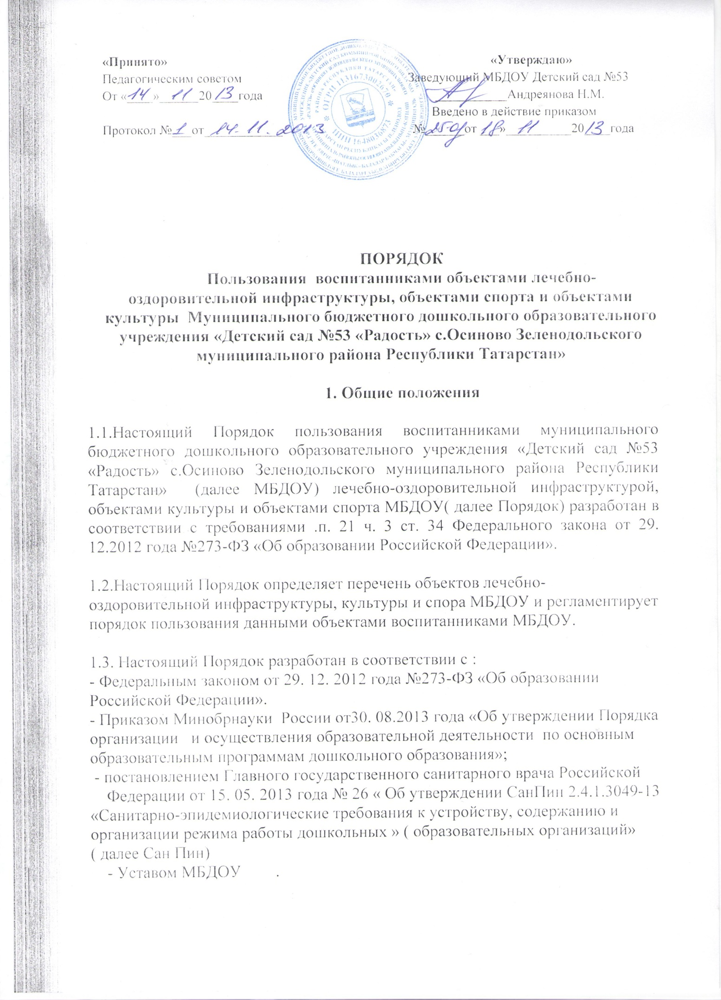 «Принято»
Педагогическим советом
От «14» 11 2013 года
Протокол № 1 от 14. 11. 2013
«Утверждаю»
Заведующий МБДОУ Детский сад №53
Андреянова Н.М.
Введено в действие приказом
№ от 18» 11 2013 года
ОГРН 1131673002670
ИНН 1648036873
ПОРЯДОК
Пользования воспитанниками объектами лечебно-
оздоровительной инфраструктуры, объектами спорта и объектами
культуры Муниципального бюджетного дошкольного образовательного
учреждения «Детский сад №53 «Радость» с.Осиново Зеленодольского
муниципального района Республики Татарстан»
1. Общие положения
1.1.Настоящий Порядок пользования воспитанниками муниципального
бюджетного дошкольного образовательного учреждения «Детский сад №53
«Радость» с.Осиново Зеленодольского муниципального района Республики
Татарстан» (далее МБДОУ) лечебно-оздоровительной инфраструктурой,
объектами культуры и объектами спорта МБДОУ( далее Порядок) разработан в
соответствии с требованиями .п. 21 ч. 3 ст. 34 Федерального закона от 29.
12.2012 года №273-ФЗ «Об образовании Российской Федерации».
1.2.Настоящий Порядок определяет перечень объектов лечебно-
оздоровительной инфраструктуры, культуры и спора МБДОУ и регламентирует
порядок пользования данными объектами воспитанниками МБДОУ.
1.3. Настоящий Порядок разработан в соответствии с :
- Федеральным законом от 29. 12. 2012 года №273-ФЗ «Об образовании
Российской Федерации».
- Приказом Минобрнауки России от30. 08.2013 года «Об утверждении Порядка
организации и осуществления образовательной деятельности по основным
образовательным программам дошкольного образования»;
- постановлением Главного государственного санитарного врача Российской
Федерации от 15. 05. 2013 года № 26 « Об утверждении СанПин 2.4.1.3049-13
«Санитарно-эпидемиологические требования к устройству, содержанию и
организации режима работы дошкольных » ( образовательных организаций»
( далее Сан Пин)
- Уставом МБДОУ .